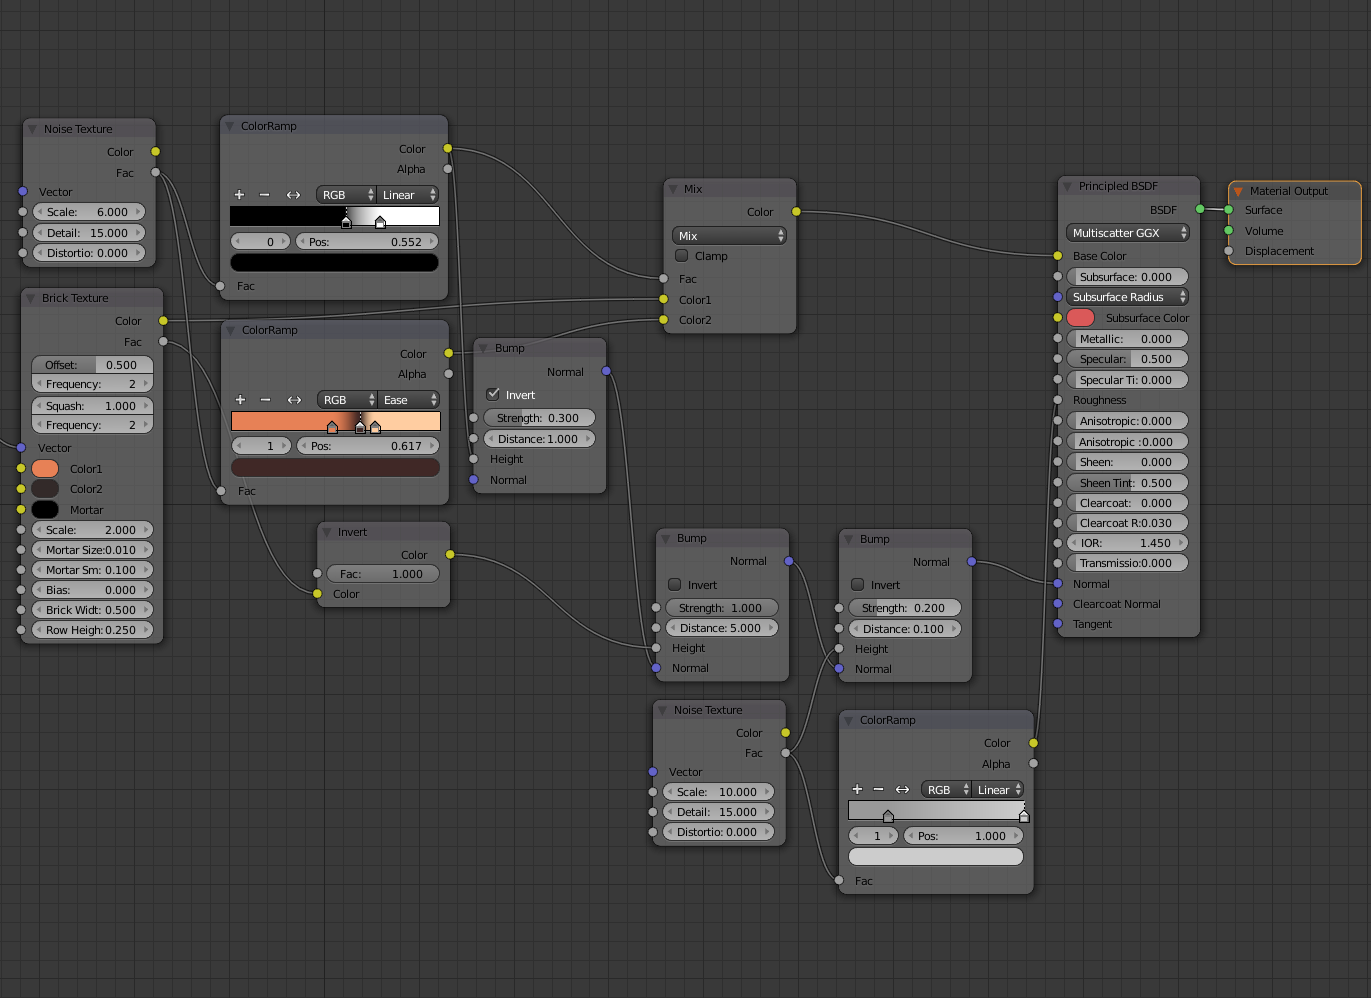 Noise Texture
Color
Fac
Vector
Scale: 6.000
Detail: 15.000
Distortio: 0.000
Brick Texture
Color
Fac
Offset: 0.500
Frequency: 2
Squash: 1.000
Frequency: 2
Vector
Color1
Color2
Mortar
Scale: 2.000
Mortar Size:0.010
Mortar Sm: 0.100
Bias: 0.000
Brick Widt: 0.500
Row Heigh: 0.250
ColorRamp
Color
Alpha
+ − ↔ RGB Linear
0 Pos: 0.552
Fac
ColorRamp
Color
Alpha
+ − ↔ RGB Ease
1 Pos: 0.617
Fac
Invert
Color
Fac: 1.000
Color
Bump
Normal
Invert
Strength: 0.300
Distance: 1.000
Height
Normal
Mix
Color
Mix
Clamp
Fac
Color1
Color2
Bump
Normal
Invert
Strength: 1.000
Distance: 5.000
Height
Normal
Noise Texture
Color
Fac
Vector
Scale: 10.000
Detail: 15.000
Distortio: 0.000
Bump
Normal
Invert
Strength: 0.200
Distance: 0.100
Height
Normal
ColorRamp
Color
Alpha
+ − ↔ RGB Linear
1 Pos: 1.000
Fac
Principled BSDF
BSDF
Multiscatter GGX
Base Color
Subsurface: 0.000
Subsurface Radius
Subsurface Color
Metallic: 0.000
Specular: 0.500
Specular Ti: 0.000
Roughness
Anisotropic: 0.000
Anisotropic : 0.000
Sheen: 0.000
Sheen Tint: 0.500
Clearcoat: 0.000
Clearcoat R:0.030
IOR: 1.450
Transmissio:0.000
Normal
Clearcoat Normal
Tangent
Material Output
Surface
Volume
Displacement